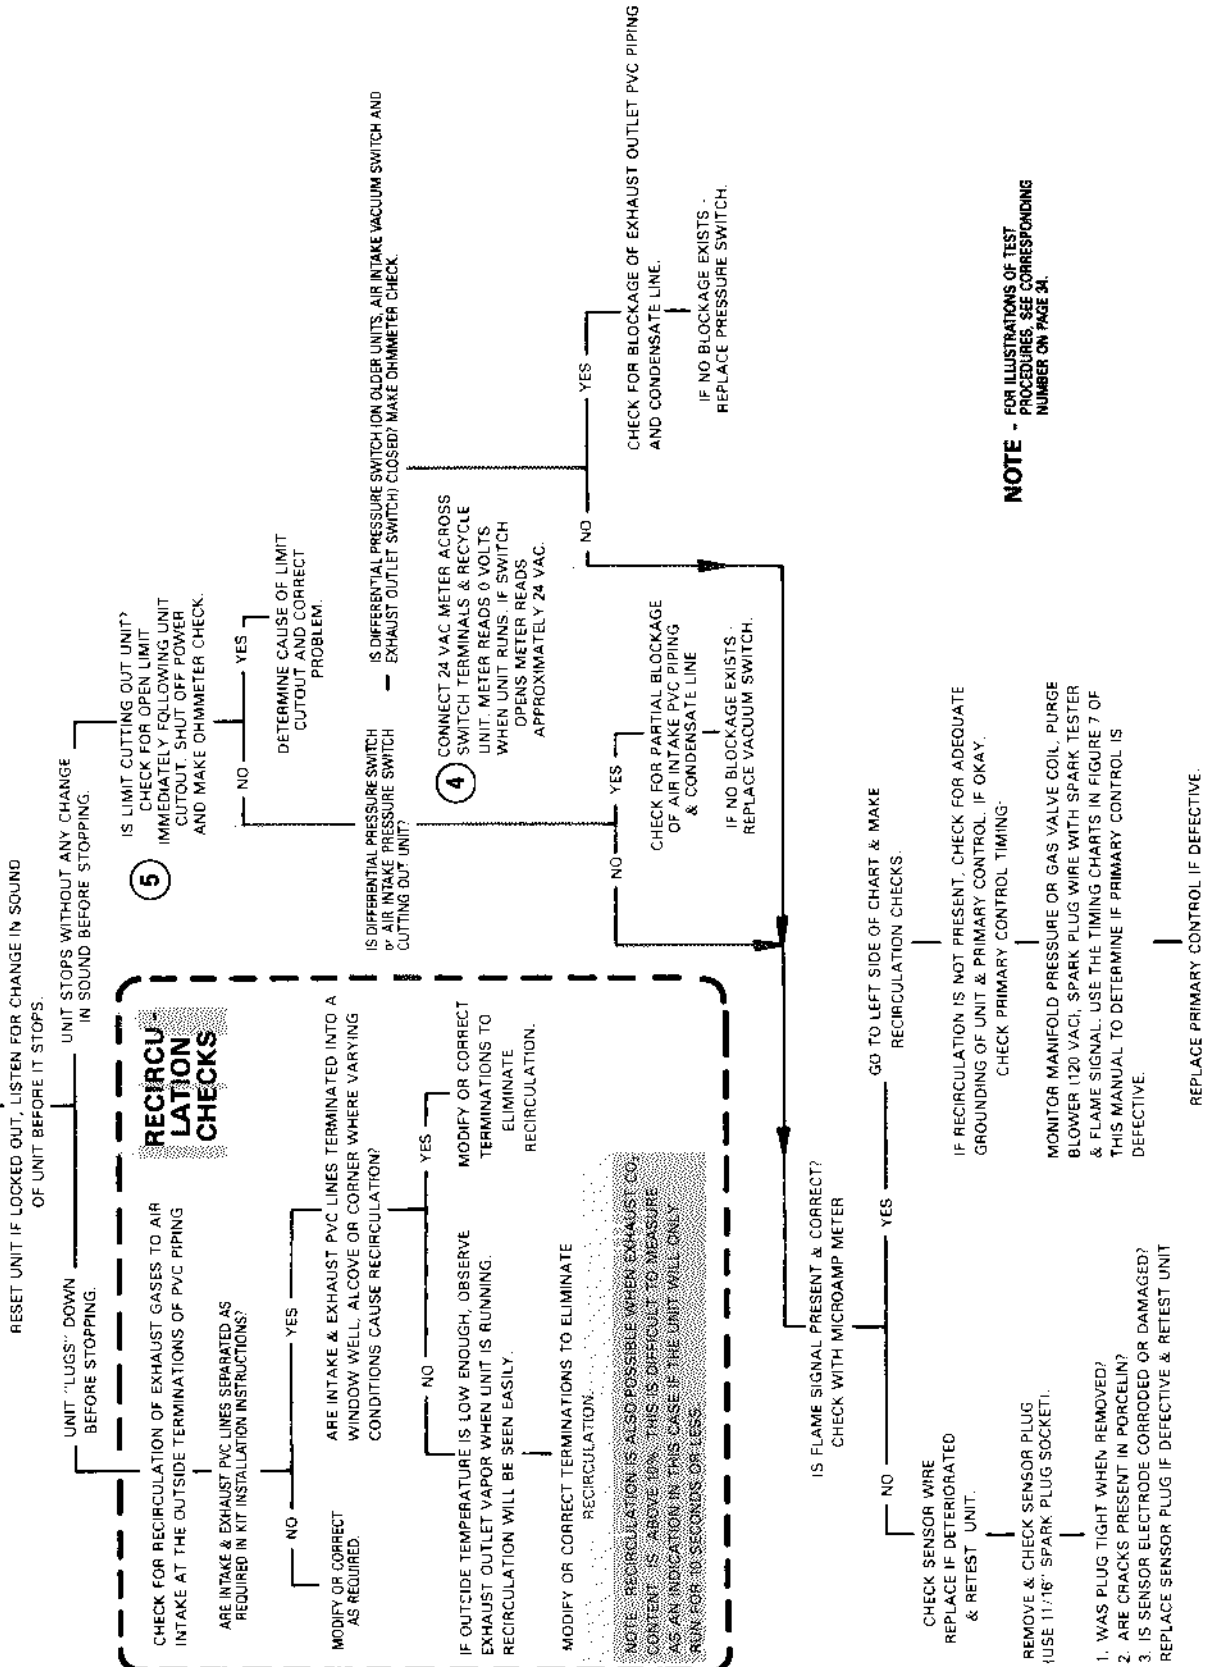 RESET UNIT IF LOCKED OUT, LISTEN FOR CHANGE IN SOUND
OF UNIT BEFORE IT STOPS.
UNIT "LUGS" DOWN
BEFORE STOPPING.
UNIT STOPS WITHOUT ANY CHANGE
IN SOUND BEFORE STOPPING.
RECIRCU-
LATION
CHECKS
CHECK FOR RECIRCULATION OF EXHAUST GASES TO AIR
INTAKE AT THE OUTSIDE TERMINATIONS OF PVC PIPING
ARE INTAKE & EXHAUST PVC LINES SEPARATED AS
REQUIRED IN KIT INSTALLATION INSTRUCTIONS?
NO
YES
MODIFY OR CORRECT
AS REQUIRED.
ARE INTAKE & EXHAUST PVC LINES TERMINATED INTO A
WINDOW WELL, ALCOVE OR CORNER WHERE VARYING
CONDITIONS CAUSE RECIRCULATION?
NO
YES
IF OUTSIDE TEMPERATURE IS LOW ENOUGH, OBSERVE
EXHAUST OUTLET VAPOR WHEN UNIT IS RUNNING.
RECIRCULATION WILL BE SEEN EASILY.
MODIFY OR CORRECT
TERMINATIONS TO
ELIMINATE
RECIRCULATION.
MODIFY OR CORRECT TERMINATIONS TO ELIMINATE
RECIRCULATION.
NOTE: RECIRCULATION IS ALSO POSSIBLE WHEN EXHAUST CO2
CONTENT IS ABOVE 10%. THIS IS DIFFICULT TO MEASURE
AS AN INDICATION IN THIS CASE IF THE UNIT WILL ONLY
RUN FOR 10 SECONDS OR LESS.
5
IS LIMIT CUTTING OUT UNIT?
CHECK FOR OPEN LIMIT
IMMEDIATELY FOLLOWING UNIT
CUTOUT. SHUT OFF POWER
AND MAKE OHMMETER CHECK.
NO
YES
DETERMINE CAUSE OF LIMIT
CUTOUT AND CORRECT
PROBLEM.
IS DIFFERENTIAL PRESSURE SWITCH
or AIR INTAKE PRESSURE SWITCH
CUTTING OUT UNIT?
IS DIFFERENTIAL PRESSURE SWITCH (ON OLDER UNITS, AIR INTAKE VACUUM SWITCH AND
EXHAUST OUTLET SWITCH) CLOSED? MAKE OHMMETER CHECK.
4
CONNECT 24 VAC METER ACROSS
SWITCH TERMINALS & RECYCLE
UNIT. METER READS 0 VOLTS
WHEN UNIT RUNS. IF SWITCH
OPENS METER READS
APPROXIMATELY 24 VAC.
NO
YES
CHECK FOR PARTIAL BLOCKAGE
OF AIR INTAKE PVC PIPING
& CONDENSATE LINE
IF NO BLOCKAGE EXISTS -
REPLACE VACUUM SWITCH.
NO
YES
CHECK FOR BLOCKAGE OF EXHAUST OUTLET PVC PIPING
AND CONDENSATE LINE.
IF NO BLOCKAGE EXISTS -
REPLACE PRESSURE SWITCH.
IS FLAME SIGNAL PRESENT & CORRECT?
CHECK WITH MICROAMP METER
NO
YES
CHECK SENSOR WIRE
REPLACE IF DETERIORATED
& RETEST UNIT.
REMOVE & CHECK SENSOR PLUG
(USE 11/16" SPARK PLUG SOCKET).
1. WAS PLUG TIGHT WHEN REMOVED?
2. ARE CRACKS PRESENT IN PORCELIN?
3. IS SENSOR ELECTRODE CORRODED OR DAMAGED?
REPLACE SENSOR PLUG IF DEFECTIVE & RETEST UNIT
GO TO LEFT SIDE OF CHART & MAKE
RECIRCULATION CHECKS.
IF RECIRCULATION IS NOT PRESENT, CHECK FOR ADEQUATE
GROUNDING OF UNIT & PRIMARY CONTROL. IF OKAY.
CHECK PRIMARY CONTROL TIMING-
MONITOR MANIFOLD PRESSURE OR GAS VALVE COIL, PURGE
BLOWER (120 VAC), SPARK PLUG WIRE WITH SPARK TESTER
& FLAME SIGNAL. USE THE TIMING CHARTS IN FIGURE 7 OF
THIS MANUAL TO DETERMINE IF PRIMARY CONTROL IS
DEFECTIVE.
REPLACE PRIMARY CONTROL IF DEFECTIVE.
NOTE - FOR ILLUSTRATIONS OF TEST
PROCEDURES, SEE CORRESPONDING
NUMBER ON PAGE 34.